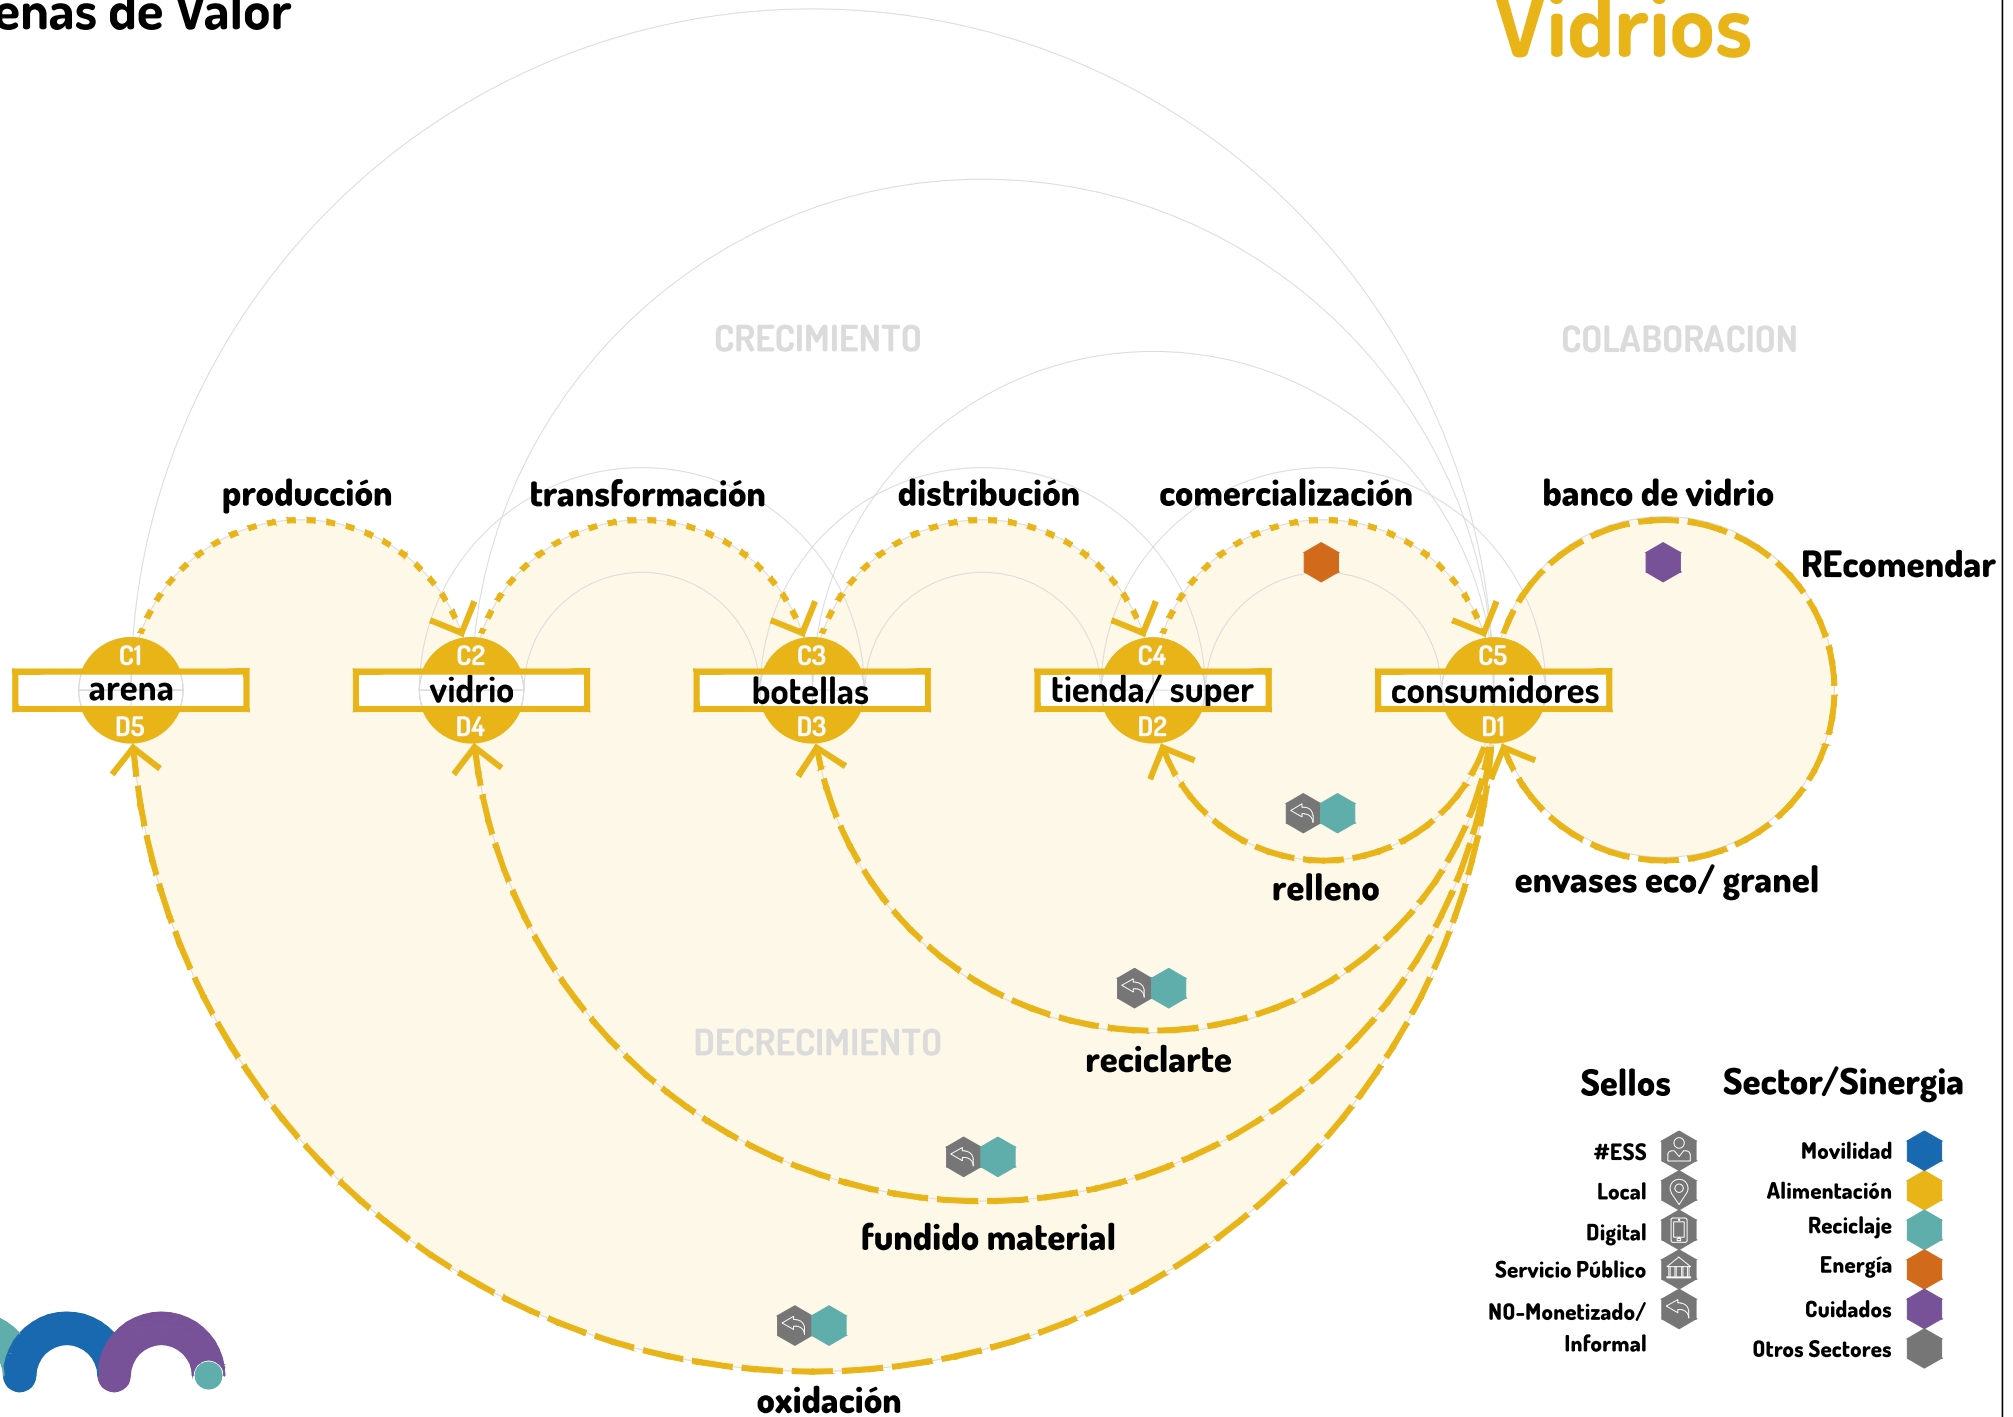 enas de Valor
Vidrios
CRECIMIENTO
COLABORACION
producción
transformación
distribución
comercialización
banco de vidrio
REcomendar
C1
arena
D5
C2
vidrio
D4
C3
botellas
D3
C4
tienda/ super
D2
C5
consumidores
D1
relleno
envases eco/ granel
DECRECIMIENTO
reciclarte
fundido material
oxidación
Sellos
#ESS
Local
Digital
Servicio Público
NO-Monetizado/
Informal
Sector/Sinergia
Movilidad
Alimentación
Reciclaje
Energía
Cuidados
Otros Sectores